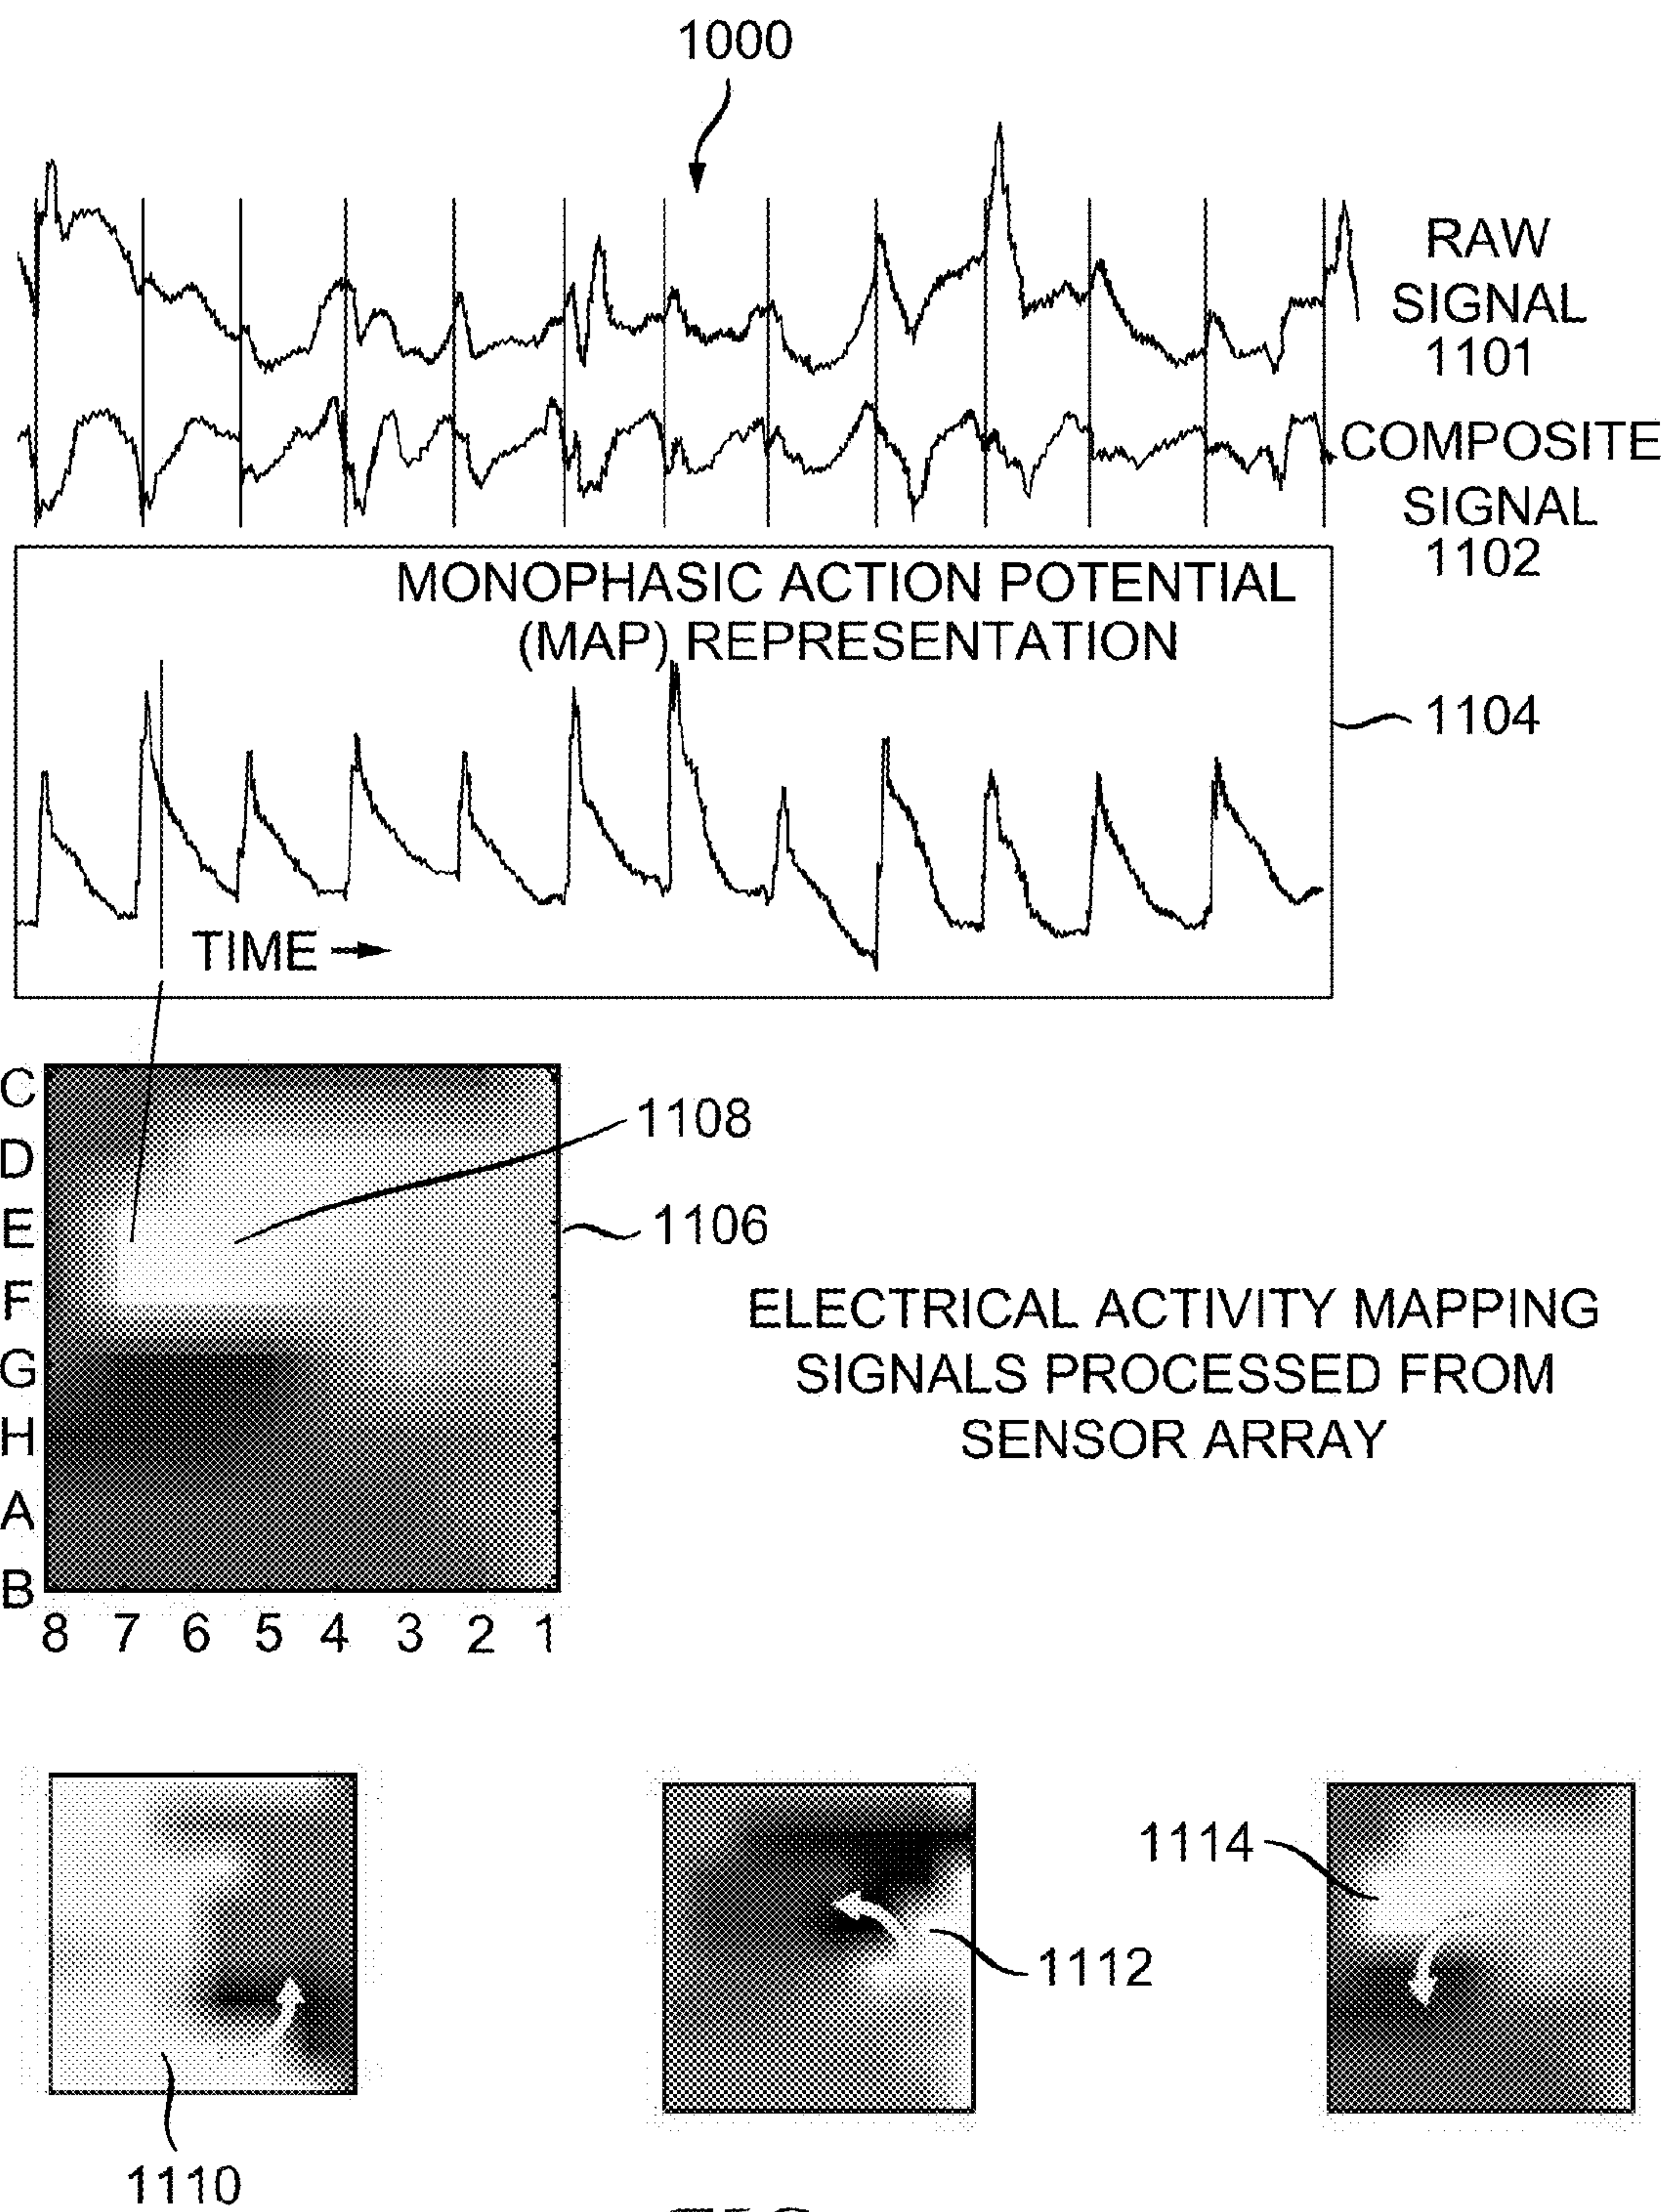 1000
RAW
SIGNAL
1101
COMPOSITE
SIGNAL
1102
MONOPHASIC ACTION POTENTIAL
(MAP) REPRESENTATION
1104
TIME
C
D
E
F
G
H
A
B
8 7 6 5 4 3 2 1
1108
1106
ELECTRICAL ACTIVITY MAPPING
SIGNALS PROCESSED FROM
SENSOR ARRAY
1110
1112
1114